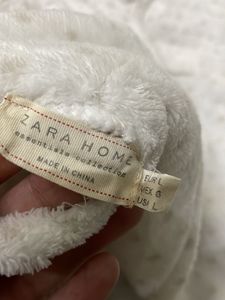 ZARA HOME
essentials collection
MADE IN CHINA
EUR L
MEX G
USA L